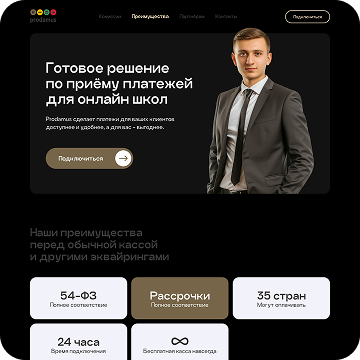 prodamus
Комиссии
Преимущества
Партнёрам
Контакты
Подключиться
Готовое решение
по приёму платежей
для онлайн школ
Prodamus сделает платежи для ваших клиентов
доступнее и удобнее, а для вас – выгоднее.
Подключиться
Наши преимущества
перед обычной кассой
и другими эквайрингами
54-ФЗ
Полное соответствие
Рассрочки
Полное соответствие
35 стран
Могут оплачивать
24 часа
Время подключения
∞
Бесплатная касса навсегда